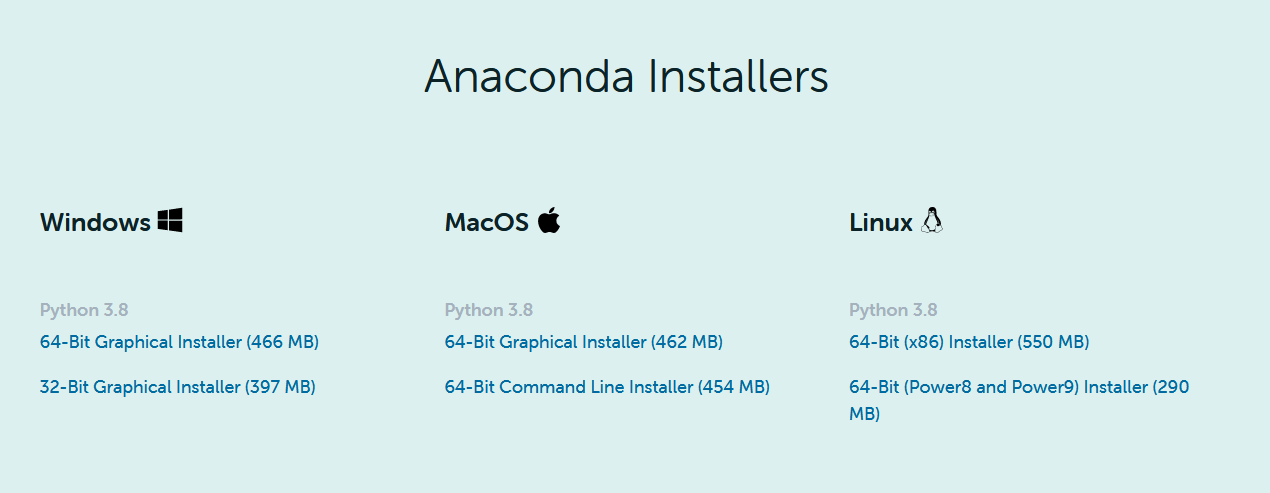 Anaconda Installers
Windows
Python 3.8
64-Bit Graphical Installer (466 MB)
32-Bit Graphical Installer (397 MB)
MacOS
Python 3.8
64-Bit Graphical Installer (462 MB)
64-Bit Command Line Installer (454 MB)
Linux
Python 3.8
64-Bit (x86) Installer (550 MB)
64-Bit (Power8 and Power9) Installer (290
MB)